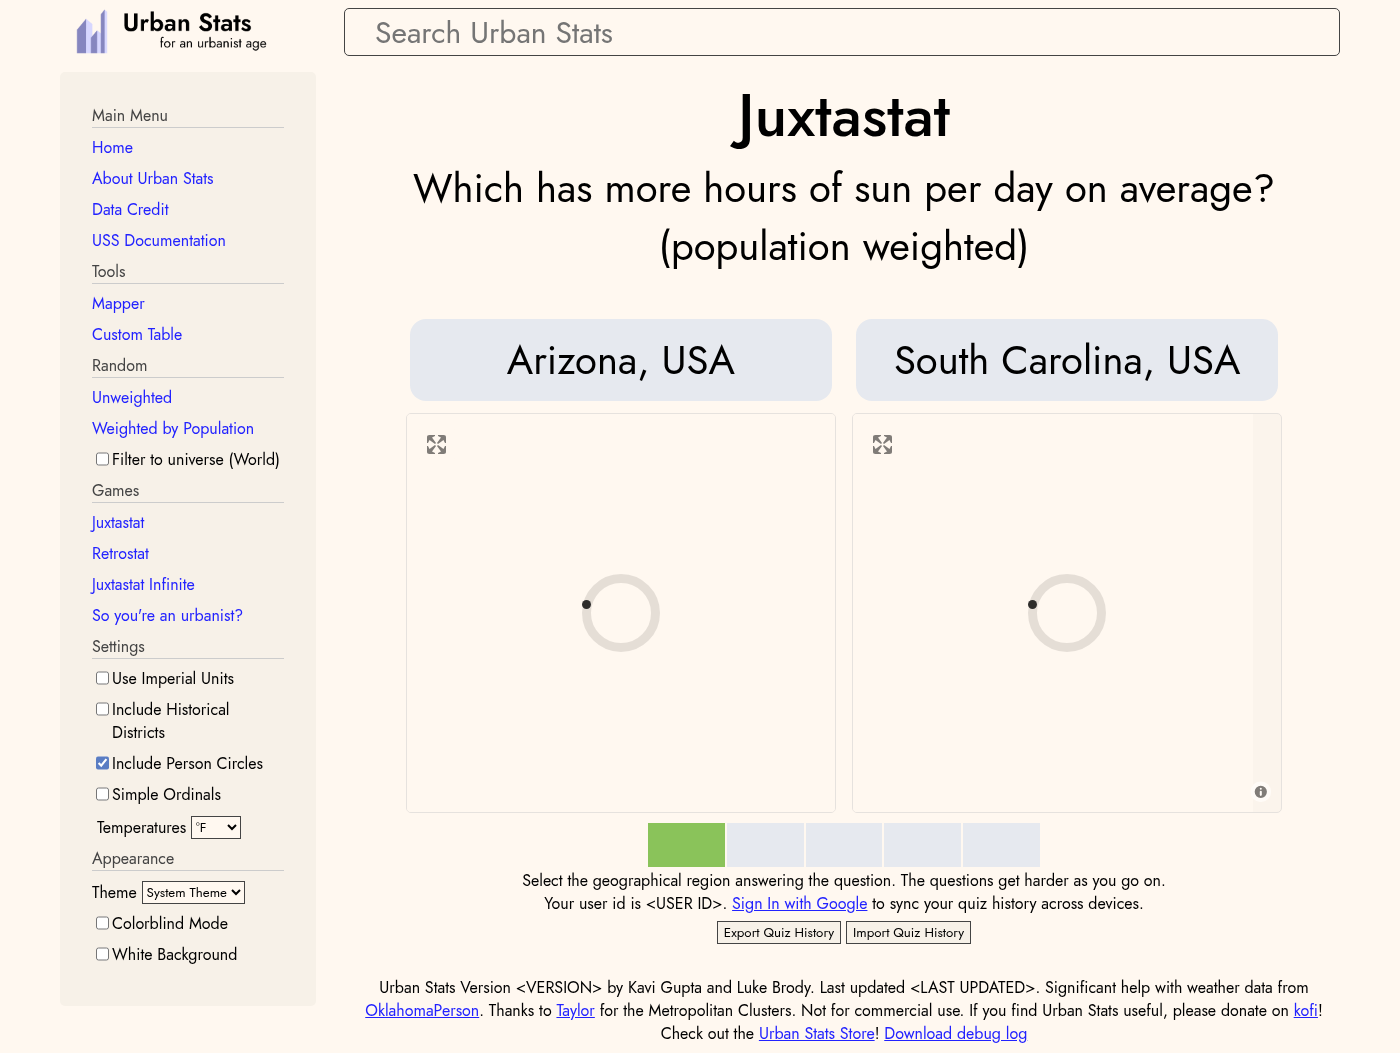 Urban Stats
for an urbanist age
Search Urban Stats
Main Menu
Home
About Urban Stats
Data Credit
USS Documentation
Tools
Mapper
Custom Table
Random
Unweighted
Weighted by Population
Filter to universe (World)
Games
Juxtastat
Retrostat
Juxtastat Infinite
So you're an urbanist?
Settings
Use Imperial Units
Include Historical
Districts
Include Person Circles
Simple Ordinals
Temperatures °F
Appearance
Theme System Theme
Colorblind Mode
White Background
Juxtastat
Which has more hours of sun per day on average?
(population weighted)
Arizona, USA
South Carolina, USA
Select the geographical region answering the question. The questions get harder as you go on.
Your user id is <USER ID>. Sign In with Google to sync your quiz history across devices.
Export Quiz History Import Quiz History
Urban Stats Version <VERSION> by Kavi Gupta and Luke Brody. Last updated <LAST UPDATED>. Significant help with weather data from
OklahomaPerson. Thanks to Taylor for the Metropolitan Clusters. Not for commercial use. If you find Urban Stats useful, please donate on kofi!
Check out the Urban Stats Store! Download debug log